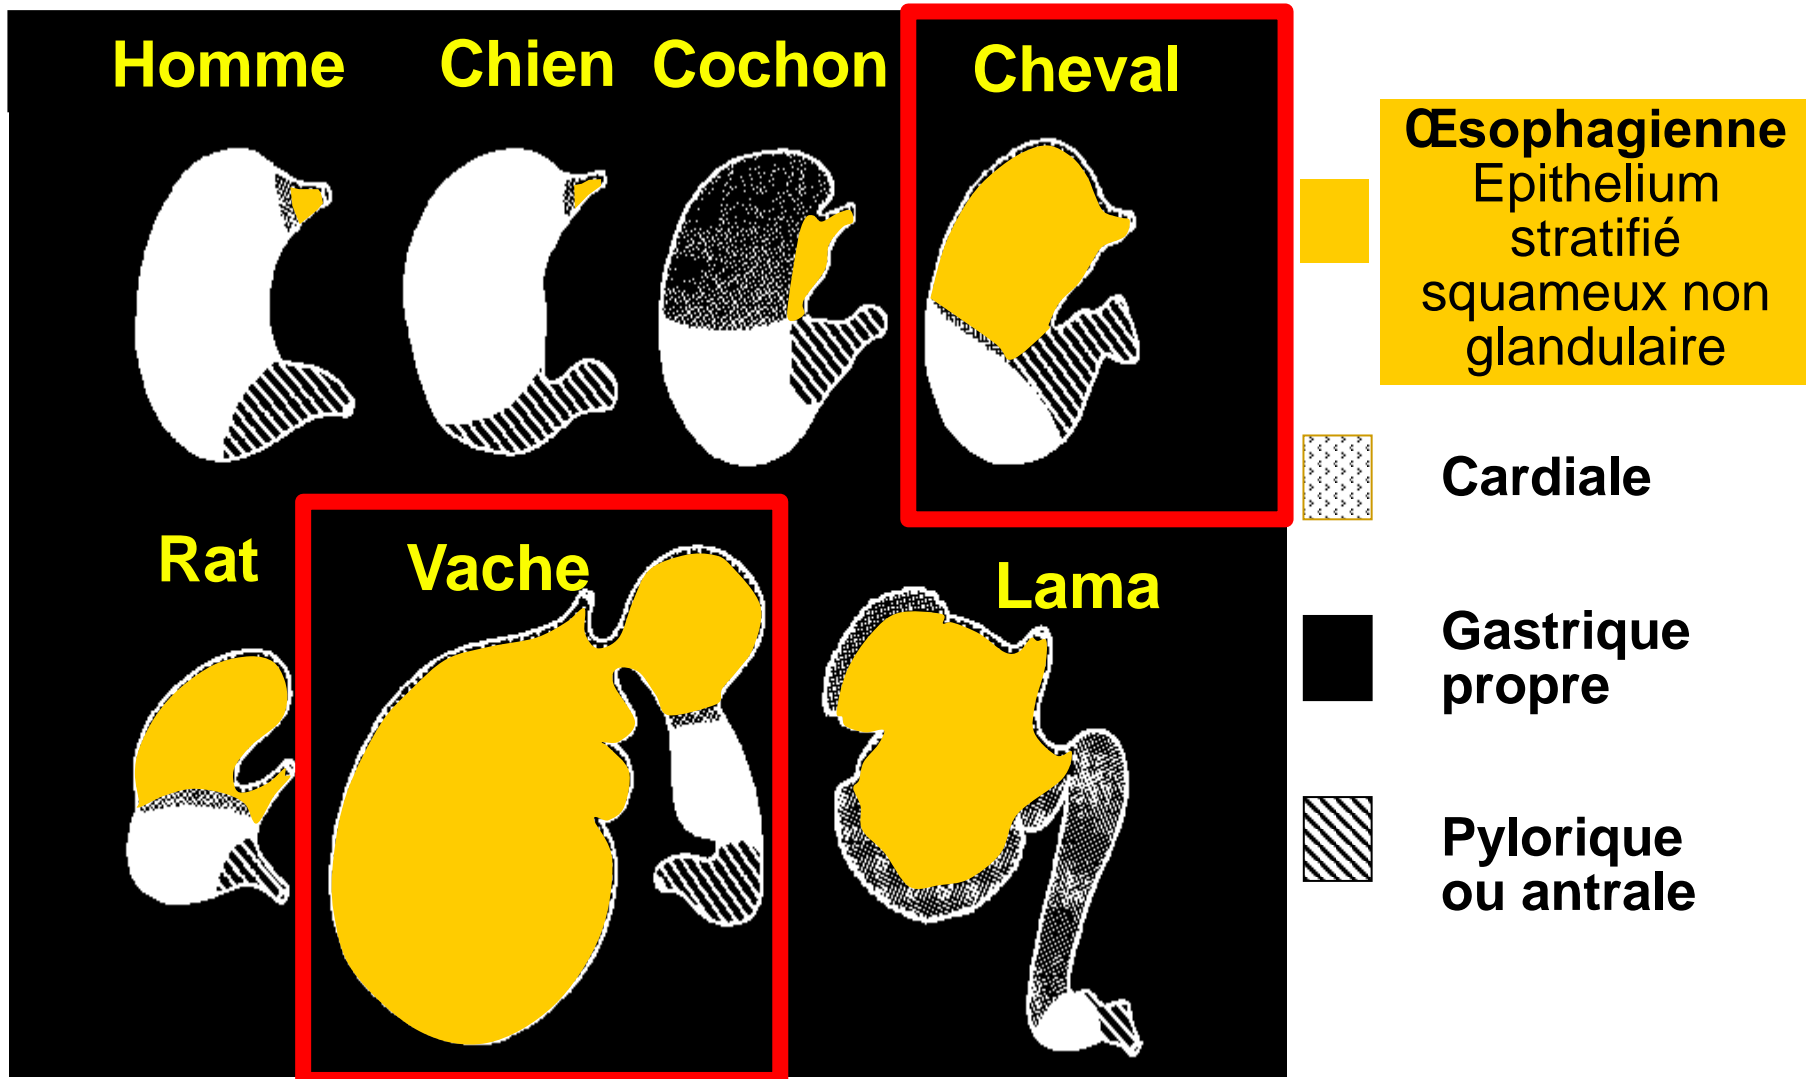 Homme
Chien
Cochon
Cheval
Œsophagienne
Epithelium
stratifié
squameux non
glandulaire
Cardiale
Rat
Vache
Lama
Gastrique
propre
Pylorique
ou antrale